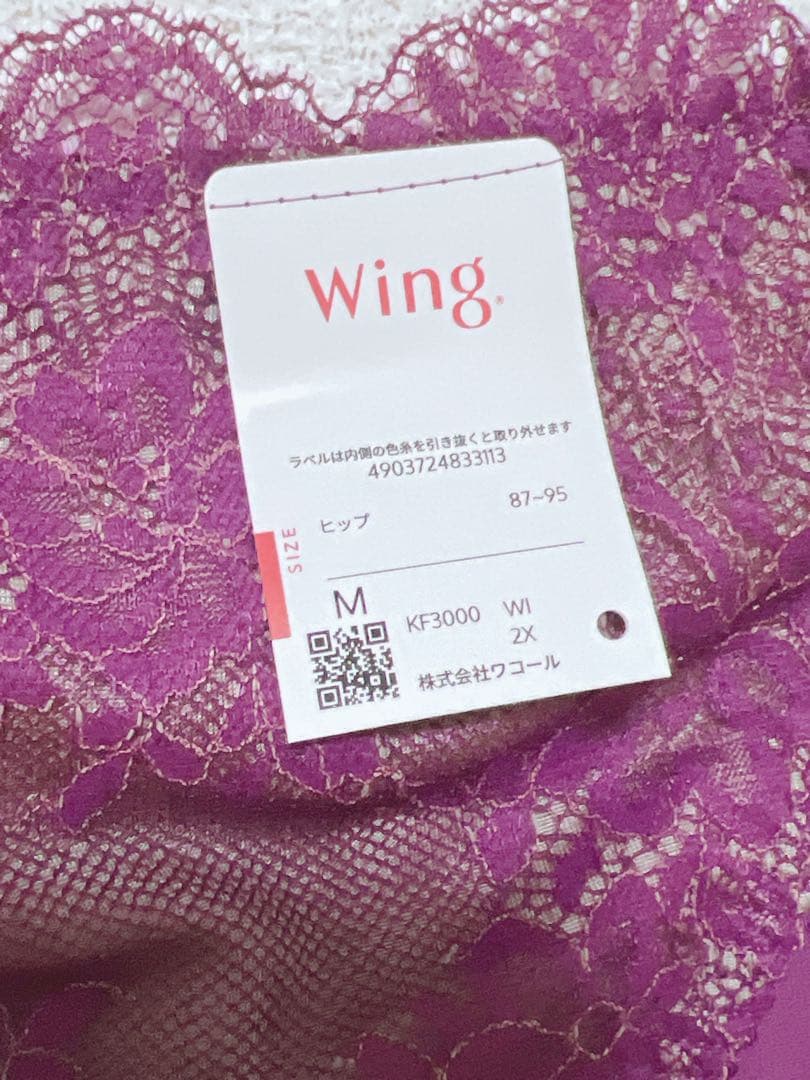 Wing®
ラベルは内側の色糸を引き抜くと取り外せます
4903724833113
SIZE
ヒップ 87~95
M
KF3000 WI
2X
株式会社ワコール